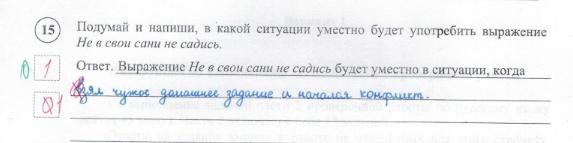 15 Подумай и напиши, в какой ситуации уместно будет употребить выражение
Не в свои сани не садись.
Ответ. Выражение Не в свои сани не садись будет уместно в ситуации, когда
1
взял чужое домашнее задание и начался конфликт.
1